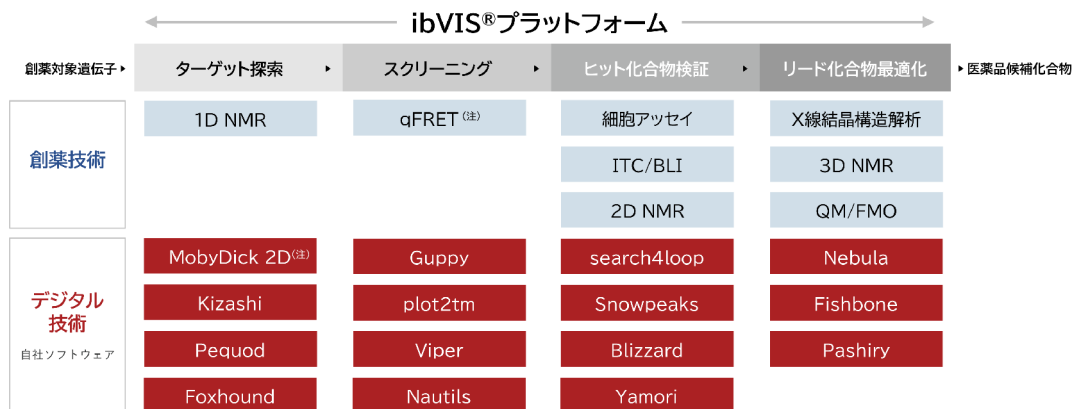 ibVIS®プラットフォーム
創薬対象遺伝子▸ ターゲット探索 ▸ スクリーニング ▸ ヒット化合物検証 ▸ リード化合物最適化 ▸医薬品候補化合物
創薬技術
1D NMR
qFRET(注)
細胞アッセイ
X線結晶構造解析
ITC/BLI
3D NMR
2D NMR
QM/FMO
デジタル
技術
自社ソフトウェア
MobyDick 2D(注)
Guppy
search4loop
Nebula
Kizashi
plot2tm
Snowpeaks
Fishbone
Pequod
Viper
Blizzard
Pashiry
Foxhound
Nautils
Yamori